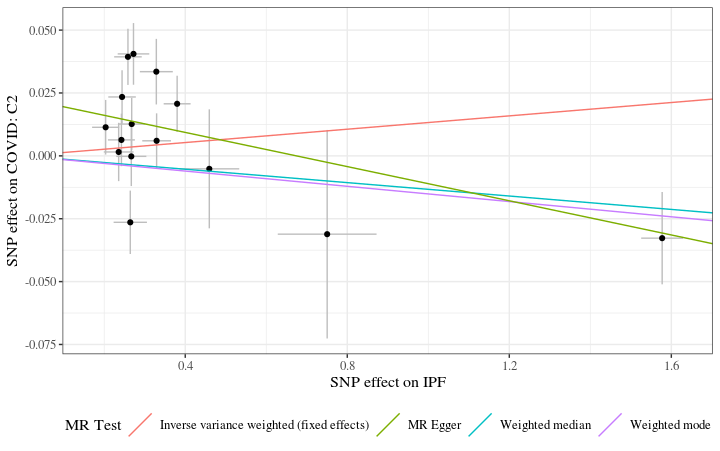 0.050
0.025
0.000
-0.025
-0.050
-0.075
SNP effect on COVID: C2
0.4 0.8 1.2 1.6
SNP effect on IPF
MR Test Inverse variance weighted (fixed effects) MR Egger Weighted median Weighted mode